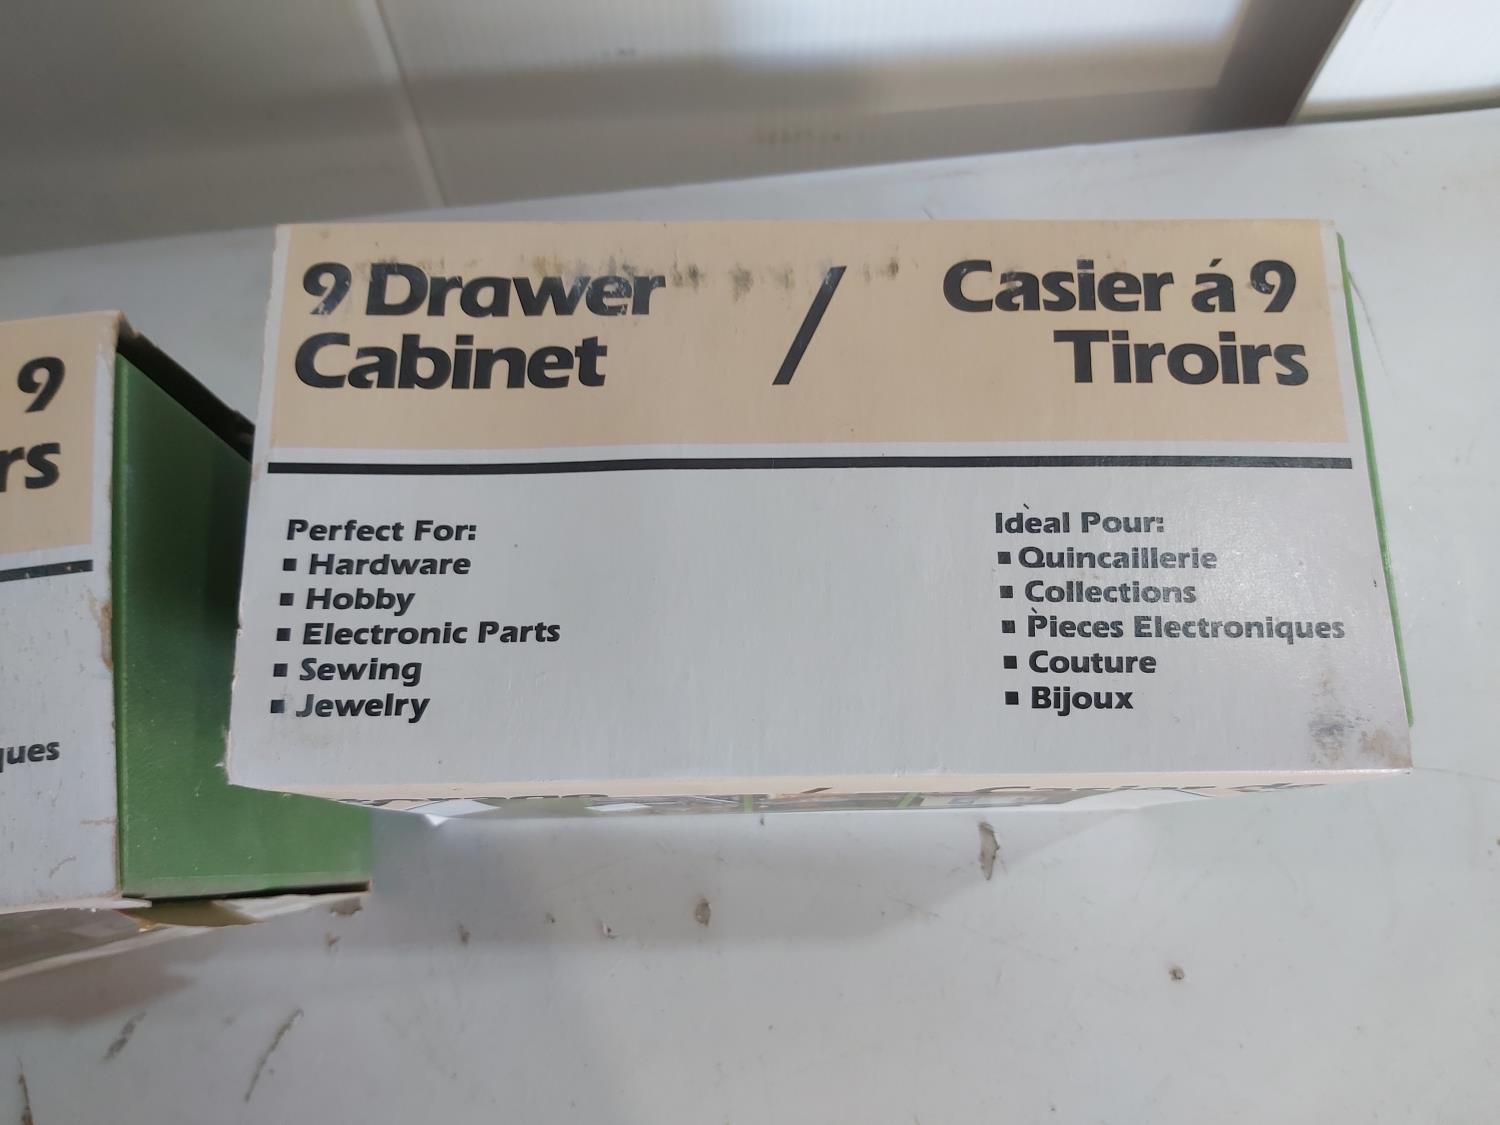 9 Drawer
Cabinet
/
Casier á 9
Tiroirs
Perfect For:
▪ Hardware
▪ Hobby
▪ Electronic Parts
▪ Sewing
▪ Jewelry
Idèal Pour:
▪ Quincaillerie
▪ Collections
▪ Pìeces Electroniques
▪ Couture
▪ Bijoux
9
rs
ques